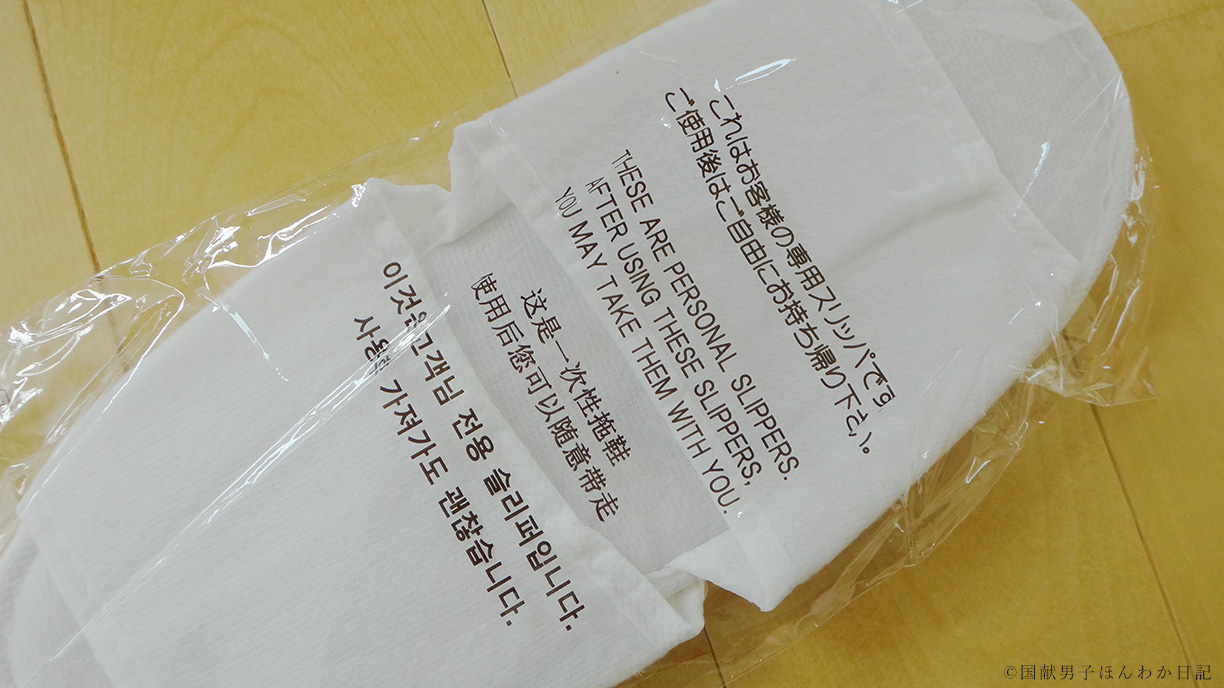 これはお客様の専用スリッパです
ご使用後はご自由にお持ち帰り下さい。
THESE ARE PERSONAL SLIPPERS.
AFTER USING THESE SLIPPERS,
YOU MAY TAKE THEM WITH YOU.
这是一次性拖鞋
使用后您可以随意带走
이것은 고객님 전용 슬리퍼입니다.
가져가도 괜찮습니다.
©国献男子ほんわか日記